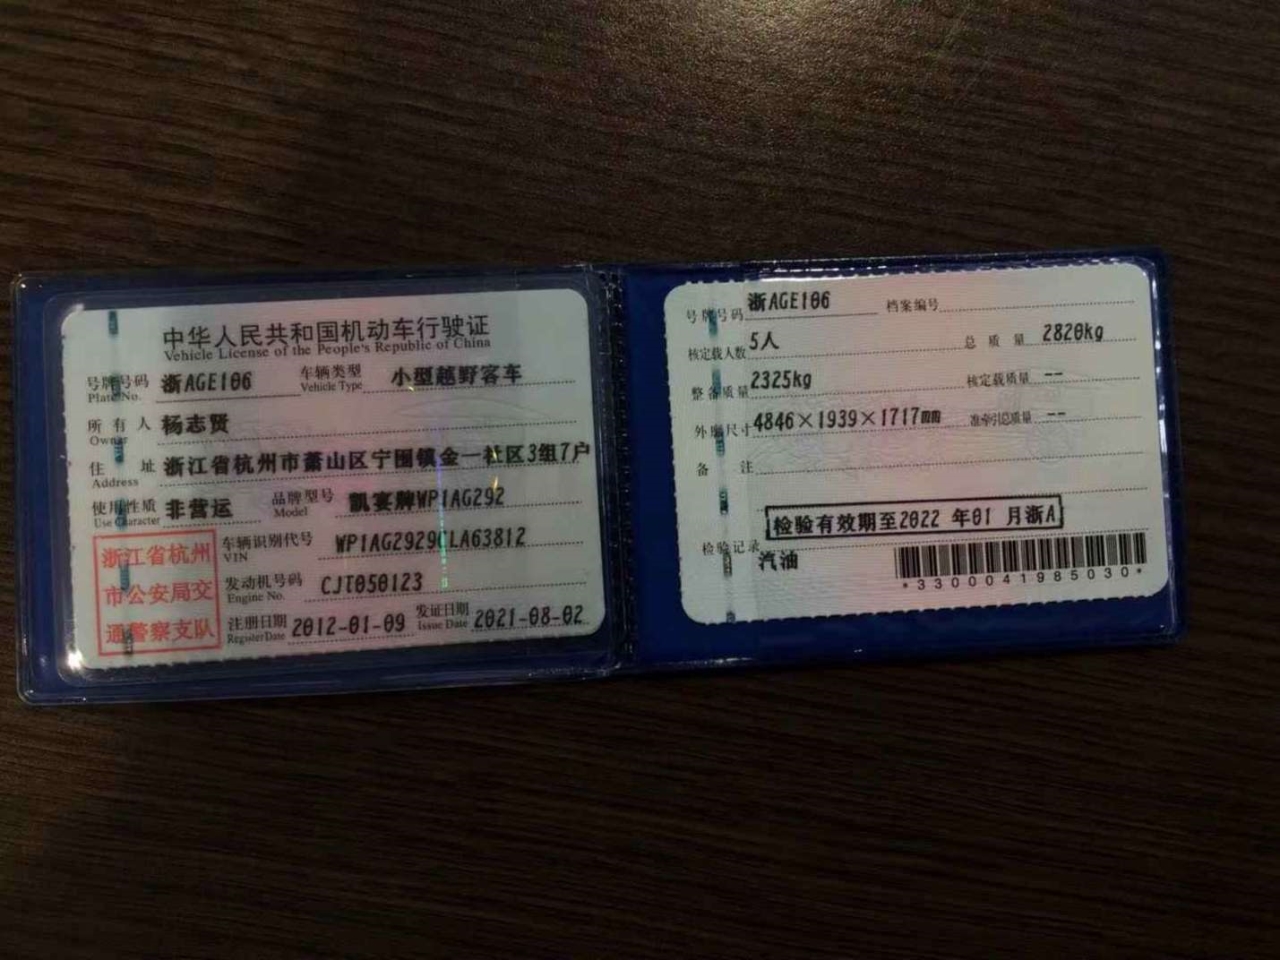 中华人民共和国机动车行驶证
Vehicle License of the People's Republic of China
号牌号码 浙AGE106 车辆类型 小型越野客车
Plate No. Vehicle Type
所有人 杨志贤
Owner
住址 浙江省杭州市萧山区宁围镇金一社区3组7户
Address
使用性质 非营运 品牌型号 凯宴牌WP1AG292
Use Character Model
浙江省杭州
市公安局交
通警察支队
车辆识别代号 WP1AG2929CLA63812
VIN
发动机号码 CJT050123
Engine No.
注册日期 2012-01-09 发证日期 2021-08-02
Register Date Issue Date
号牌号码 浙AGE106 档案编号
核定载人数 5人 总质量 2820kg
整备质量 2325kg 核定载质量 --
外廓尺寸 4846×1939×1717mm 准牵引总质量 --
备注
检验有效期至2022 年01 月浙A
检验记录
汽油
*3300041985030*